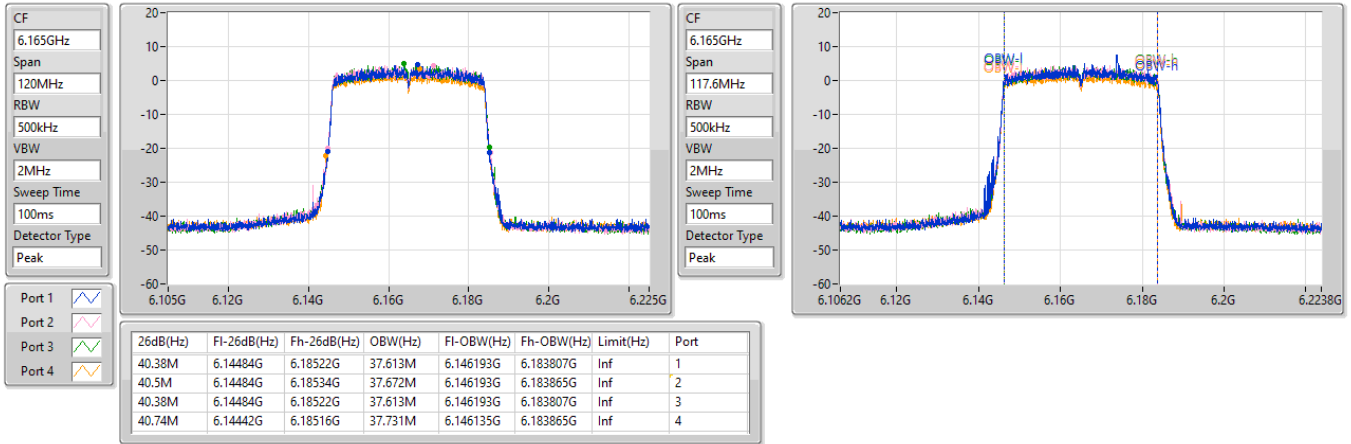 CF
6.165GHz
Span
120MHz
RBW
500kHz
VBW
2MHz
Sweep Time
100ms
Detector Type
Peak
Port 1
Port 2
Port 3
Port 4
20
10
0
-10
-20
-30
-40
-50
-60
6.105G 6.12G 6.14G 6.16G 6.18G 6.2G 6.225G
CF
6.165GHz
Span
117.6MHz
RBW
500kHz
VBW
2MHz
Sweep Time
100ms
Detector Type
Peak
20
10
0
-10
-20
-30
-40
-50
-60
OBW-l OBW-h
6.1062G 6.12G 6.14G 6.16G 6.18G 6.2G 6.2238G
26dB(Hz) Fl-26dB(Hz) Fh-26dB(Hz) OBW(Hz) Fl-OBW(Hz) Fh-OBW(Hz) Limit(Hz) Port
40.38M 6.14484G 6.18522G 37.613M 6.146193G 6.183807G Inf 1
40.5M 6.14484G 6.18534G 37.672M 6.146193G 6.183865G Inf 2
40.38M 6.14484G 6.18522G 37.613M 6.146193G 6.183807G Inf 3
40.74M 6.14442G 6.18516G 37.731M 6.146135G 6.183865G Inf 4